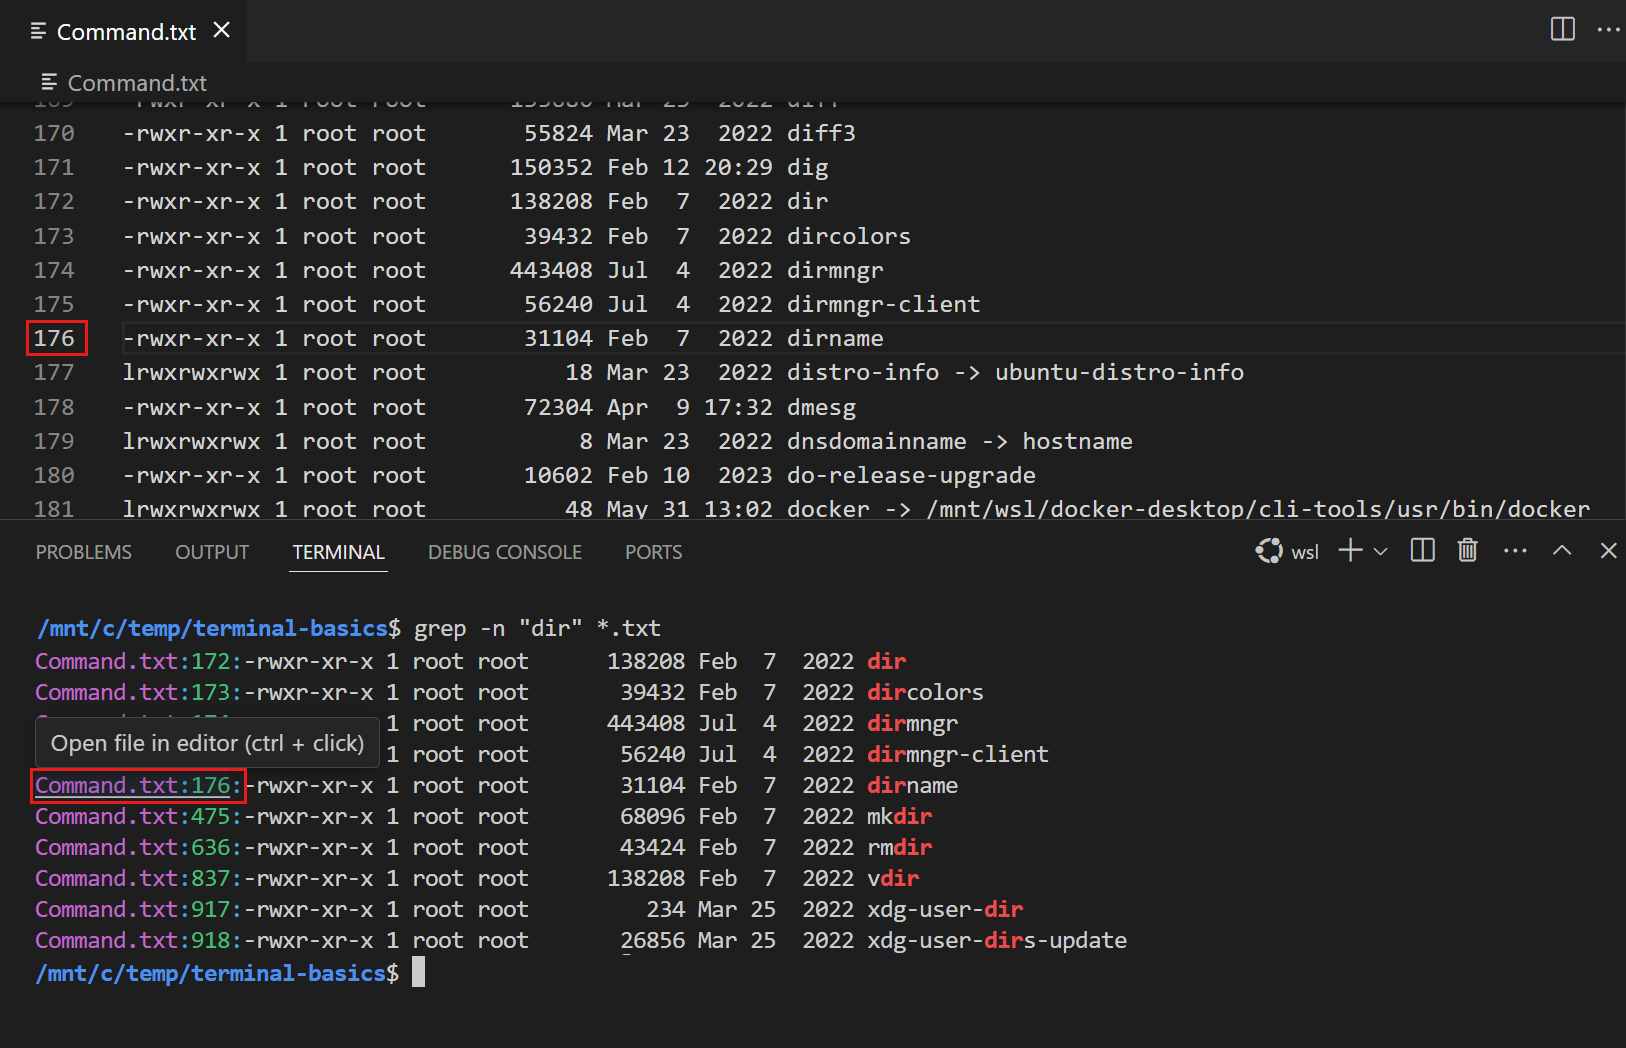 Command.txt
Command.txt
169 -rwxr-xr-x 1 root root 2022 diff
170 -rwxr-xr-x 1 root root 55824 Mar 23 2022 diff3
171 -rwxr-xr-x 1 root root 150352 Feb 12 20:29 dig
172 -rwxr-xr-x 1 root root 138208 Feb 7 2022 dir
173 -rwxr-xr-x 1 root root 39432 Feb 7 2022 dircolors
174 -rwxr-xr-x 1 root root 443408 Jul 4 2022 dirmngr
175 -rwxr-xr-x 1 root root 56240 Jul 4 2022 dirmngr-client
176 -rwxr-xr-x 1 root root 31104 Feb 7 2022 dirname
177 lrwxrwxrwx 1 root root 18 Mar 23 2022 distro-info -> ubuntu-distro-info
178 -rwxr-xr-x 1 root root 72304 Apr 9 17:32 dmesg
179 lrwxrwxrwx 1 root root 8 Mar 23 2022 dnsdomainname -> hostname
180 -rwxr-xr-x 1 root root 10602 Feb 10 2023 do-release-upgrade
181 lrwxrwxrwx 1 root root 48 May 31 13:02 docker -> /mnt/wsl/docker-desktop/cli-tools/usr/bin/docker
PROBLEMS OUTPUT TERMINAL DEBUG CONSOLE PORTS wsl
/mnt/c/temp/terminal-basics$ grep -n "dir" *.txt
Command.txt:172:-rwxr-xr-x 1 root root 138208 Feb 7 2022 dir
Command.txt:173:-rwxr-xr-x 1 root root 39432 Feb 7 2022 dircolors
1 root root 443408 Jul 4 2022 dirmngr
Open file in editor (ctrl + click)
1 root root 56240 Jul 4 2022 dirmngr-client
Command.txt:176:-rwxr-xr-x 1 root root 31104 Feb 7 2022 dirname
Command.txt:475:-rwxr-xr-x 1 root root 68096 Feb 7 2022 mkdir
Command.txt:636:-rwxr-xr-x 1 root root 43424 Feb 7 2022 rmdir
Command.txt:837:-rwxr-xr-x 1 root root 138208 Feb 7 2022 vdir
Command.txt:917:-rwxr-xr-x 1 root root 234 Mar 25 2022 xdg-user-dir
Command.txt:918:-rwxr-xr-x 1 root root 26856 Mar 25 2022 xdg-user-dirs-update
/mnt/c/temp/terminal-basics$